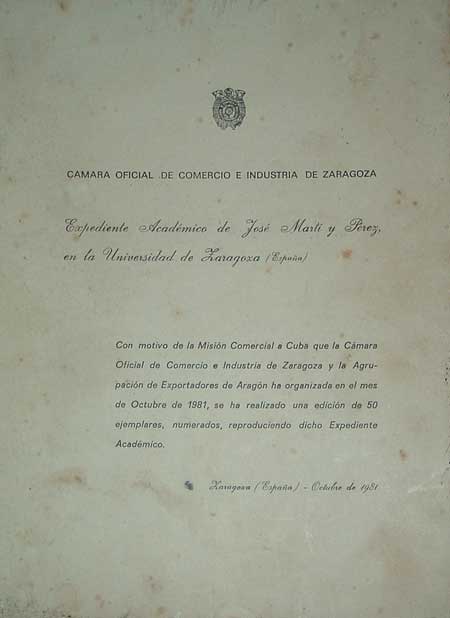 CAMARA OFICIAL DE COMERCIO E INDUSTRIA DE ZARAGOZA
Expediente Académico de José Martí y Pérez,
en la Universidad de Zaragoza (España)
Con motivo de la Misión Comercial a Cuba que la Cámara
Oficial de Comercio e Industria de Zaragoza y la Agru-
pación de Exportadores de Aragón ha organizada en el mes
de Octubre de 1981, se ha realizado una edición de 50
ejemplares, numerados, reproduciendo dicho Expediente
Académico.
Zaragoza (España) - Octubre de 1981